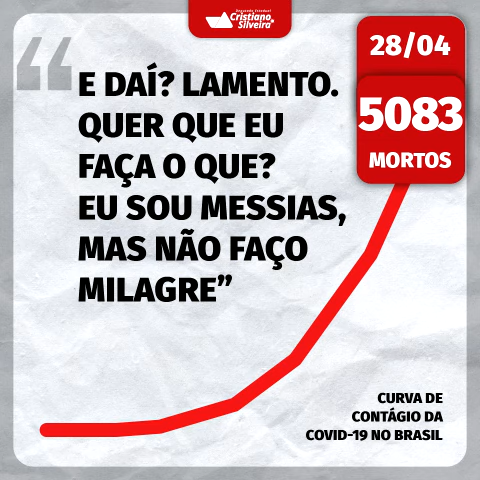 Deputado Estadual
Cristiano
Silveira
28/04
5083
MORTOS
“E DAÍ? LAMENTO.
QUER QUE EU
FAÇA O QUE?
EU SOU MESSIAS,
MAS NÃO FAÇO
MILAGRE”
CURVA DE
CONTÁGIO DA
COVID-19 NO BRASIL